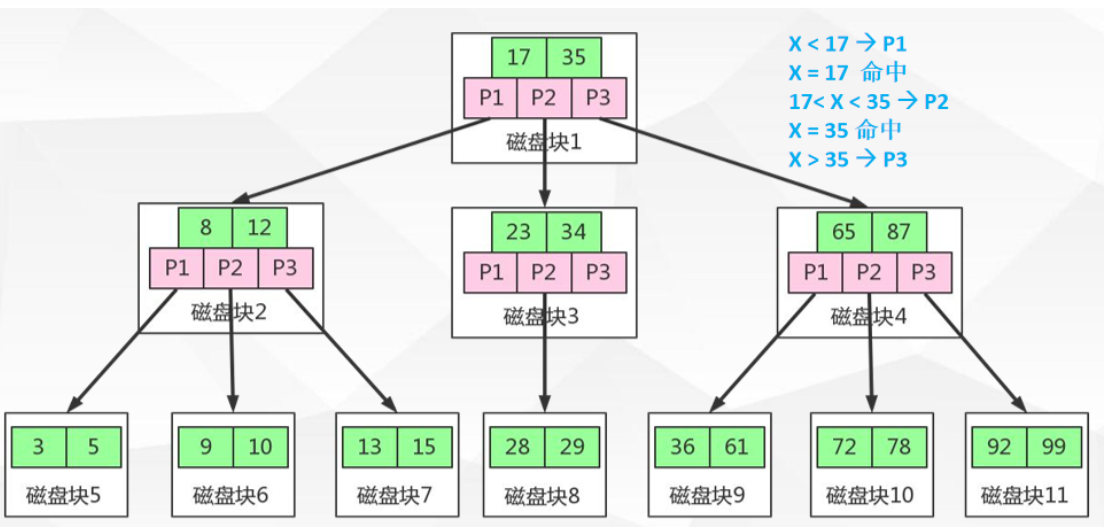 17 35
P1 P2 P3
磁盘块1
X < 17 → P1
X = 17 命中
17< X < 35 → P2
X = 35 命中
X > 35 → P3
8 12
P1 P2 P3
磁盘块2
23 34
P1 P2 P3
磁盘块3
65 87
P1 P2 P3
磁盘块4
3 5
磁盘块5
9 10
磁盘块6
13 15
磁盘块7
28 29
磁盘块8
36 61
磁盘块9
72 78
磁盘块10
92 99
磁盘块11